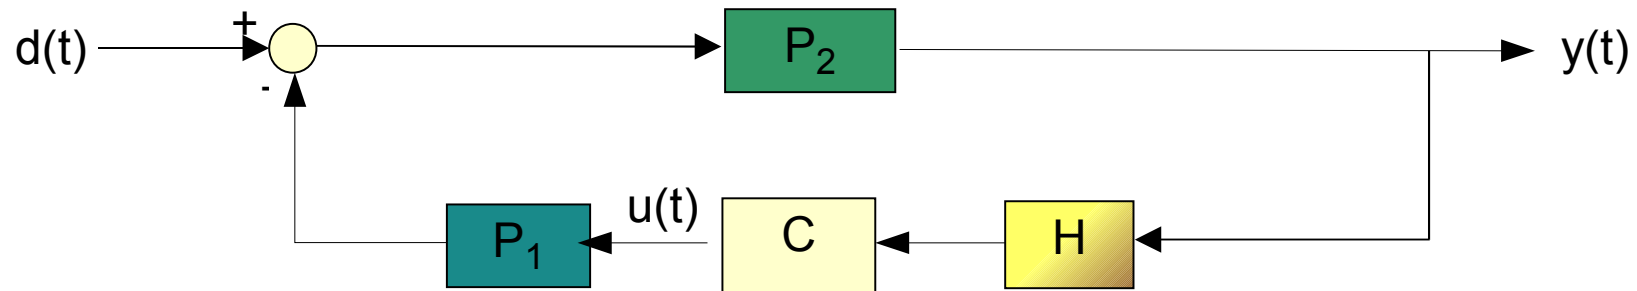 d(t) + - P₂ y(t)
P₁ u(t) C H